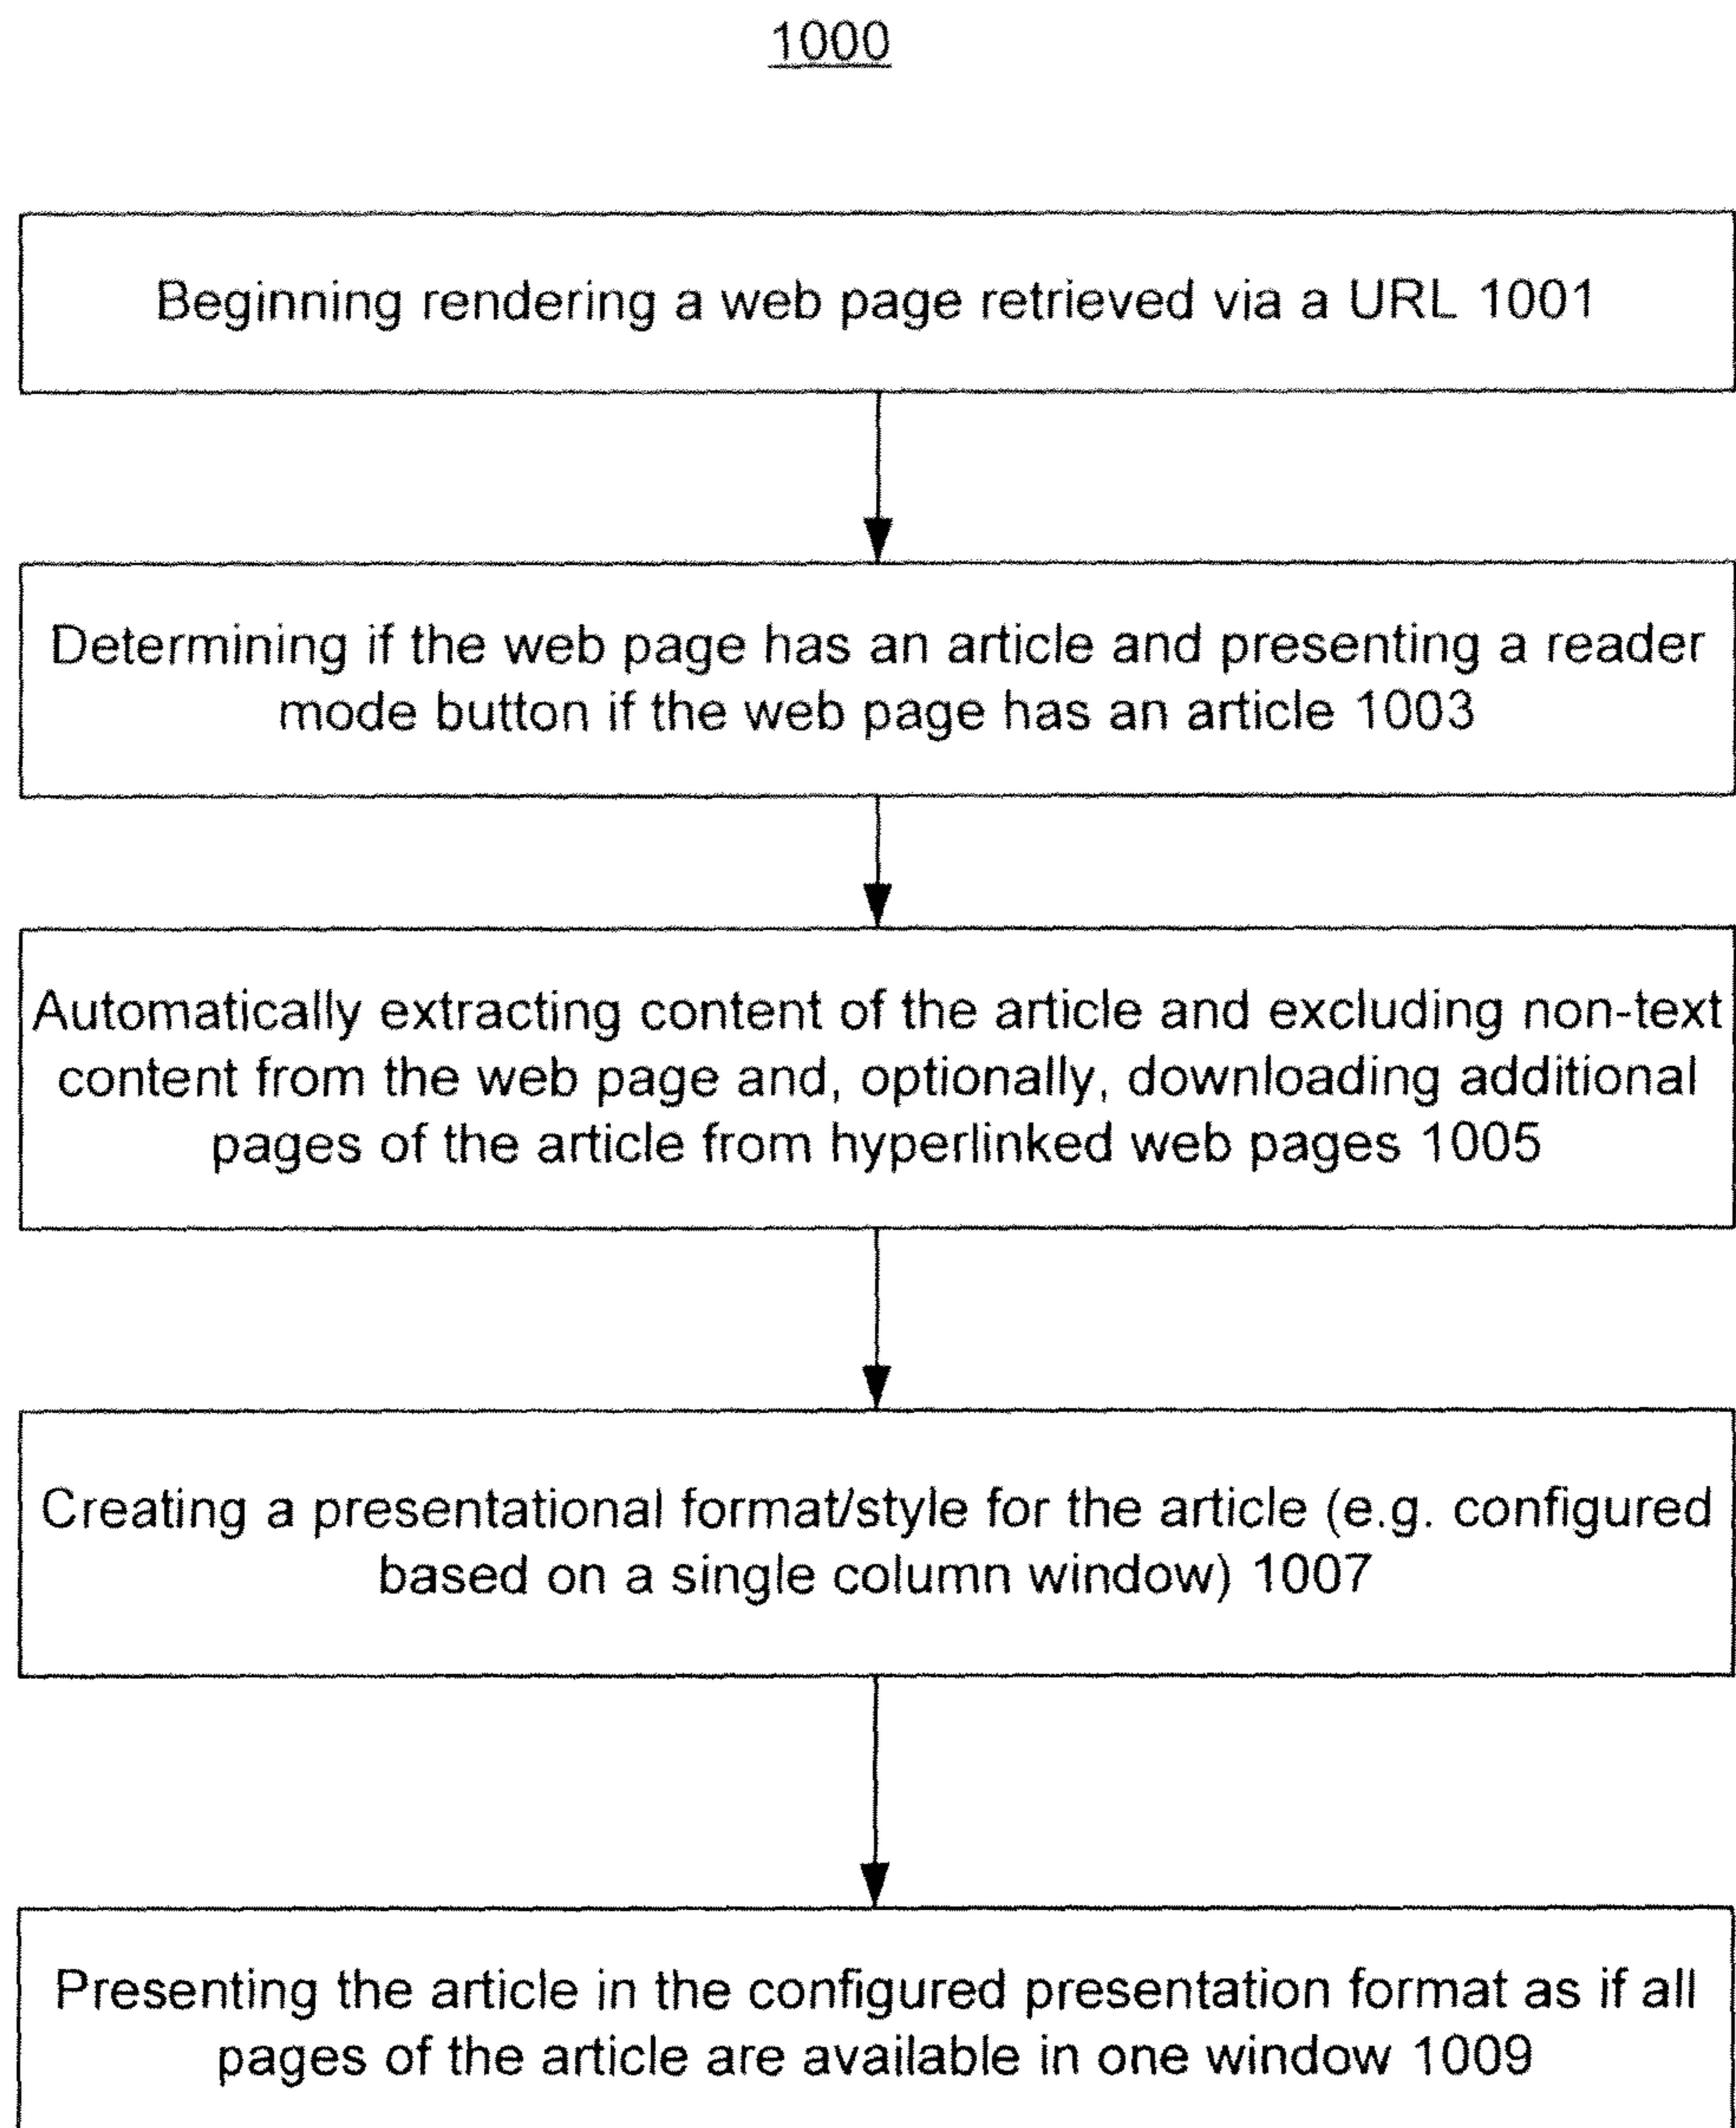 1000
Beginning rendering a web page retrieved via a URL 1001
Determining if the web page has an article and presenting a reader
mode button if the web page has an article 1003
Automatically extracting content of the article and excluding non-text
content from the web page and, optionally, downloading additional
pages of the article from hyperlinked web pages 1005
Creating a presentational format/style for the article (e.g. configured
based on a single column window) 1007
Presenting the article in the configured presentation format as if all
pages of the article are available in one window 1009